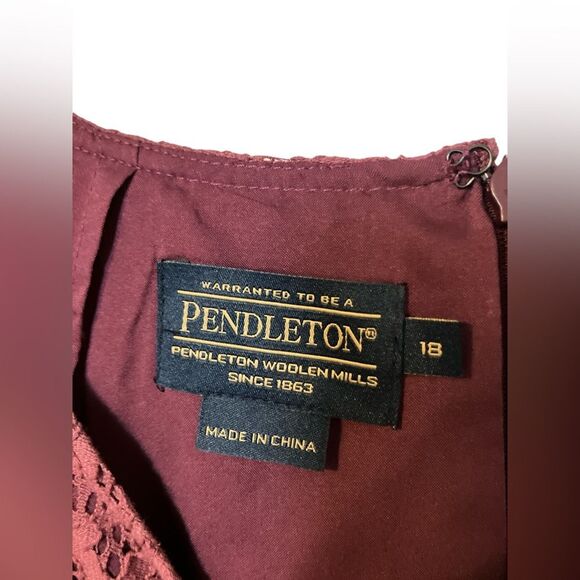 WARRANTED TO BE A
PENDLETON®
PENDLETON WOOLEN MILLS
SINCE 1863
18
MADE IN CHINA